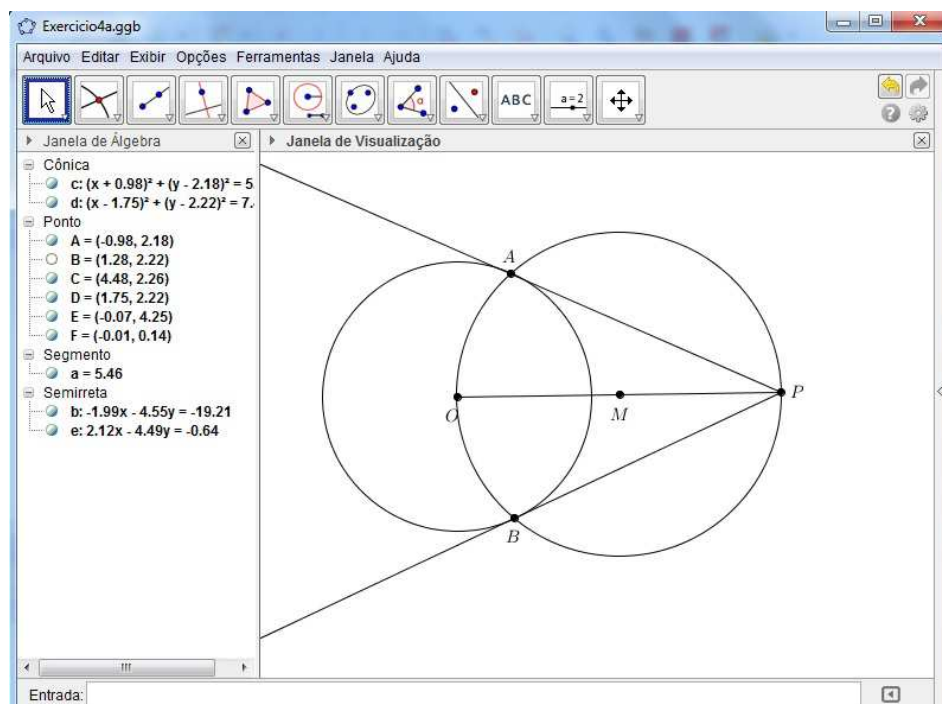 Exercicio4a.ggb
Arquivo Editar Exibir Opções Ferramentas Janela Ajuda
ABC
a=2
Janela de Álgebra
Cônica
c: (x + 0.98)² + (y - 2.18)² = 5.
d: (x - 1.75)² + (y - 2.22)² = 7.
Ponto
A = (-0.98, 2.18)
B = (1.28, 2.22)
C = (4.48, 2.26)
D = (1.75, 2.22)
E = (-0.07, 4.25)
F = (-0.01, 0.14)
Segmento
a = 5.46
Semirreta
b: -1.99x - 4.55y = -19.21
e: 2.12x - 4.49y = -0.64
Janela de Visualização
A
O
M
P
B
Entrada: